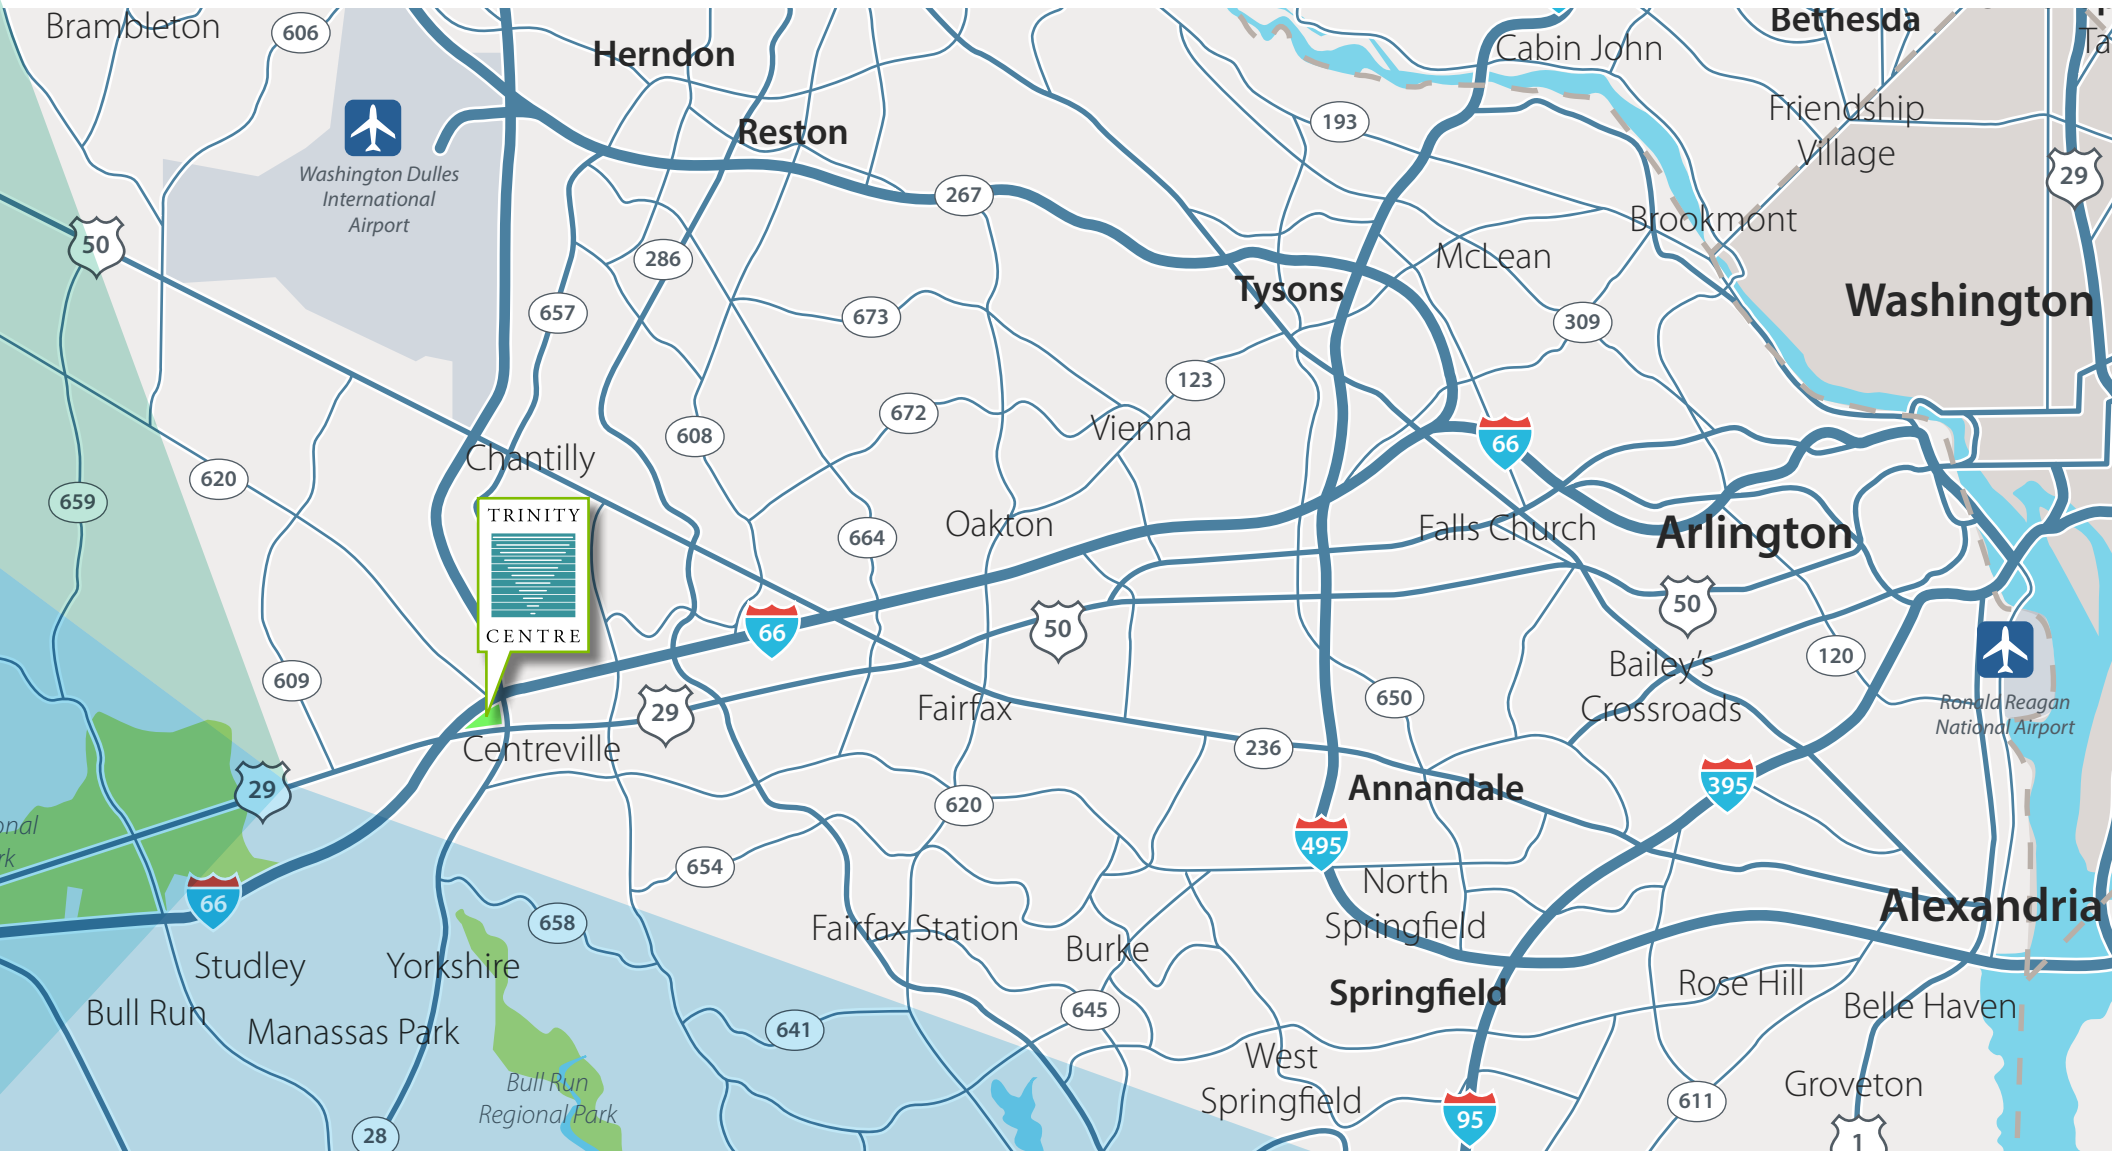 Brambleton
606
Herndon
Cabin John
Bethesda
Ta
193
Friendship
Village
Reston
29
Washington Dulles
International
Airport
267
50
Brookmont
286
McLean
Tysons
Washington
657
673
309
123
672
Vienna
608
66
Chantilly
620
659
TRINITY
CENTRE
664
Oakton
Falls Church
Arlington
50
66
50
120
Bailey's
Crossroads
609
29
Fairfax
650
Ronald Reagan
National Airport
236
Centreville
29
395
Annandale
620
495
onal
rk
654
North
Springfield
66
658
Fairfax Station
Burke
Alexandria
Studley
Yorkshire
Springfield
Rose Hill
Belle Haven
Bull Run
Manassas Park
645
641
West
Springfield
Groveton
Bull Run
Regional Park
611
95
28
1